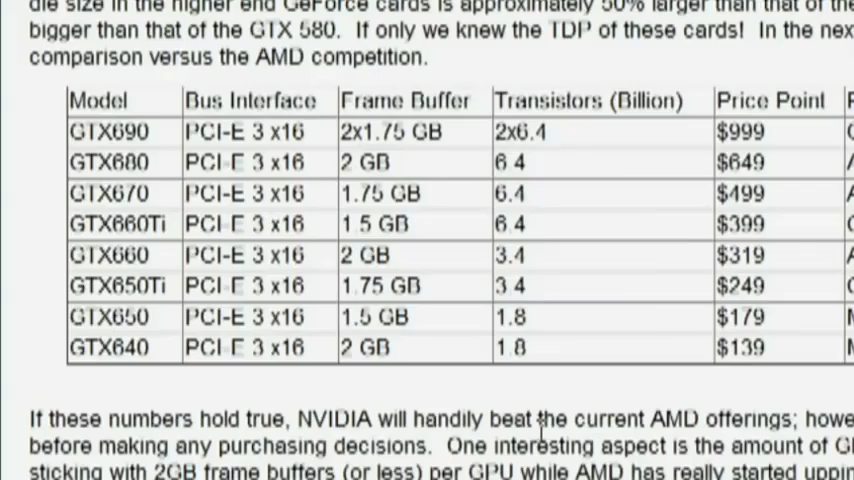 die size in the higher end GeForce cards is approximately 50% larger than that of the
bigger than that of the GTX 580. If only we knew the TDP of these cards! In the nex
comparison versus the AMD competition.
Model Bus Interface Frame Buffer Transistors (Billion) Price Point
GTX690 PCI-E 3 x16 2x1.75 GB 2x6.4 $999
GTX680 PCI-E 3 x16 2 GB 6.4 $649
GTX670 PCI-E 3 x16 1.75 GB 6.4 $499
GTX660Ti PCI-E 3 x16 1.5 GB 6.4 $399
GTX660 PCI-E 3 x16 2 GB 3.4 $319
GTX650Ti PCI-E 3 x16 1.75 GB 3.4 $249
GTX650 PCI-E 3 x16 1.5 GB 1.8 $179
GTX640 PCI-E 3 x16 2 GB 1.8 $139
If these numbers hold true, NVIDIA will handily beat the current AMD offerings; howe
before making any purchasing decisions. One interesting aspect is the amount of G
sticking with 2GB frame buffers (or less) per GPU while AMD has really started uppin